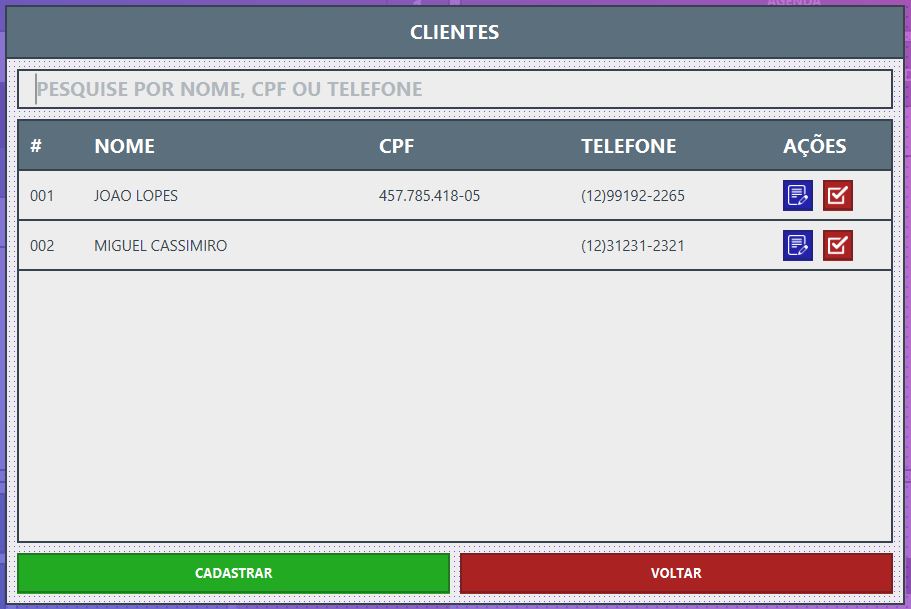 AGENDA
CLIENTES
PESQUISE POR NOME, CPF OU TELEFONE
# NOME CPF TELEFONE AÇÕES
001 JOAO LOPES 457.785.418-05 (12)99192-2265
002 MIGUEL CASSIMIRO (12)31231-2321
CADASTRAR VOLTAR